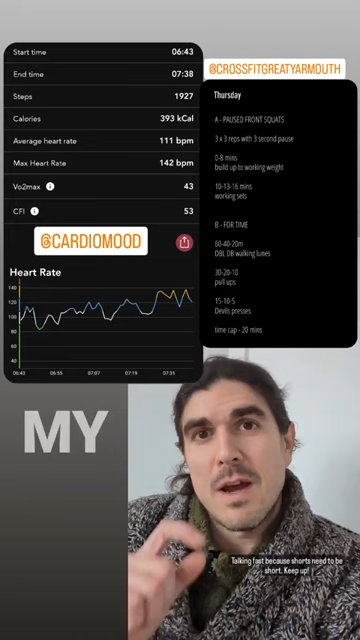 Start time 06:43
End time 07:38
Steps 1927
Calories 393 kCal
Average heart rate 111 bpm
Max Heart Rate 142 bpm
Vo2max 43
CFI 53
@CARDIOMOOD
Heart Rate
140
120
100
80
60
40
06:43 06:55 07:07 07:19 07:31
@CROSSFITGREATYARMOUTH
Thursday
A - PAUSED FRONT SQUATS
3 x 3 reps with 3 second pause
0-8 mins
build up to working weight
10-13-16 mins
working sets
B - FOR TIME
60-40-20m
DBL DB walking lunes
30-20-10
pull ups
15-10-5
Devils presses
time cap - 20 mins
MY
Talking fast because shorts need to be
short. Keep up!